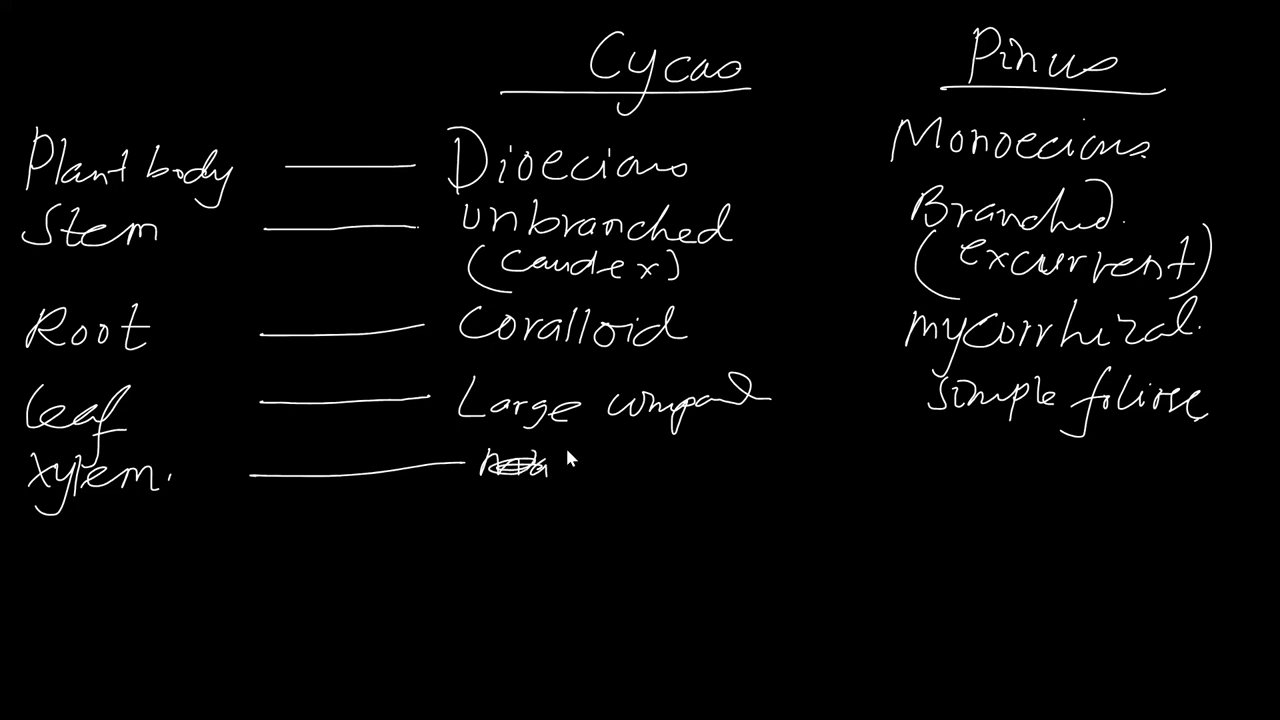 Cycas Pinus
Plant body Dioecious Monoecious
Stem unbranched Branched.
(caudex) (excurrent)
Root Coralloid mycorrhizal.
leaf Large simple foliose
xylem.